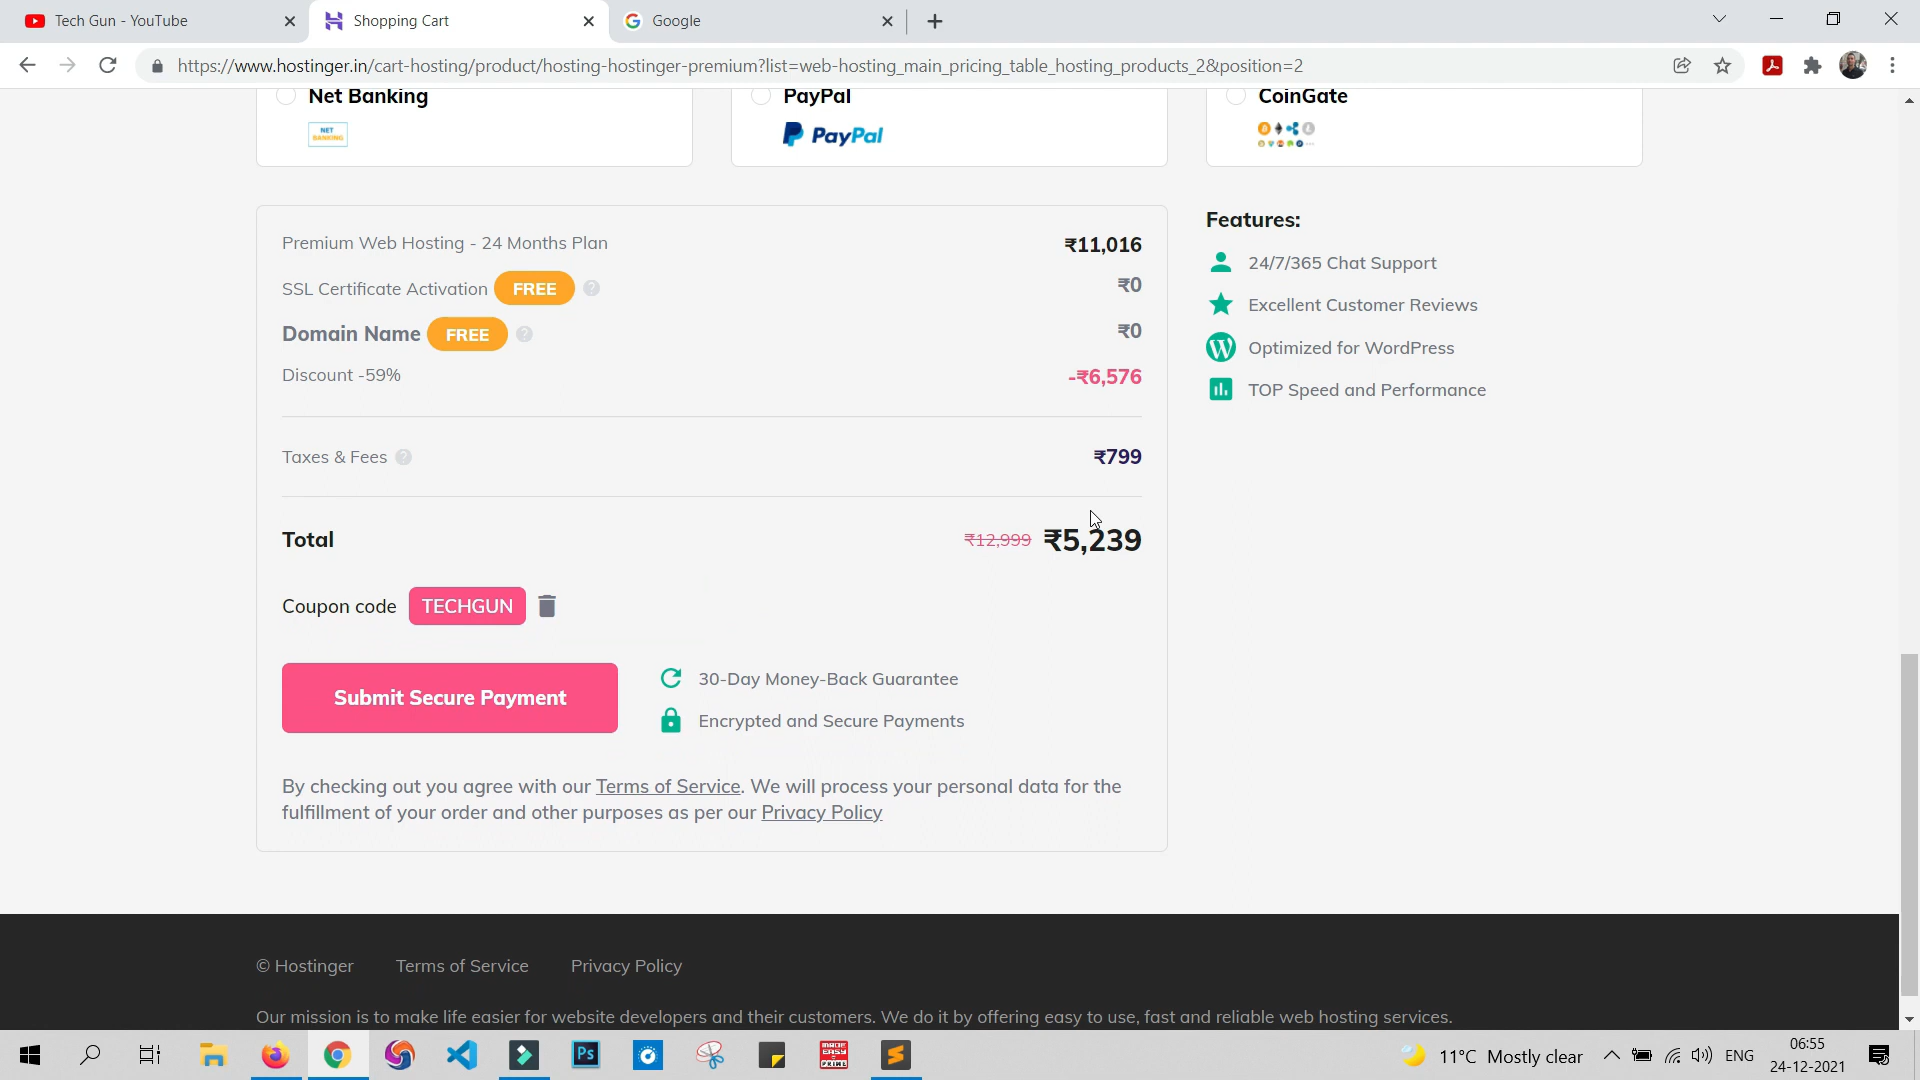 Tech Gun - YouTube
Shopping Cart
Google
https://www.hostinger.in/cart-hosting/product/hosting-hostinger-premium?list=web-hosting_main_pricing_table_hosting_products_2&position=2
Net Banking
PayPal
CoinGate
NET
BANKING
PayPal
Premium Web Hosting - 24 Months Plan
₹11,016
SSL Certificate Activation FREE ?
₹0
Domain Name FREE ?
₹0
Discount -59%
-₹6,576
Taxes & Fees ?
₹799
Total
₹12,999 ₹5,239
Coupon code TECHGUN
Submit Secure Payment
30-Day Money-Back Guarantee
Encrypted and Secure Payments
By checking out you agree with our Terms of Service. We will process your personal data for the
fulfillment of your order and other purposes as per our Privacy Policy
Features:
24/7/365 Chat Support
Excellent Customer Reviews
Optimized for WordPress
TOP Speed and Performance
© Hostinger
Terms of Service
Privacy Policy
Our mission is to make life easier for website developers and their customers. We do it by offering easy to use, fast and reliable web hosting services.
Ps
MADE
EASY
PRIME
11°C Mostly clear
ENG
06:55
24-12-2021